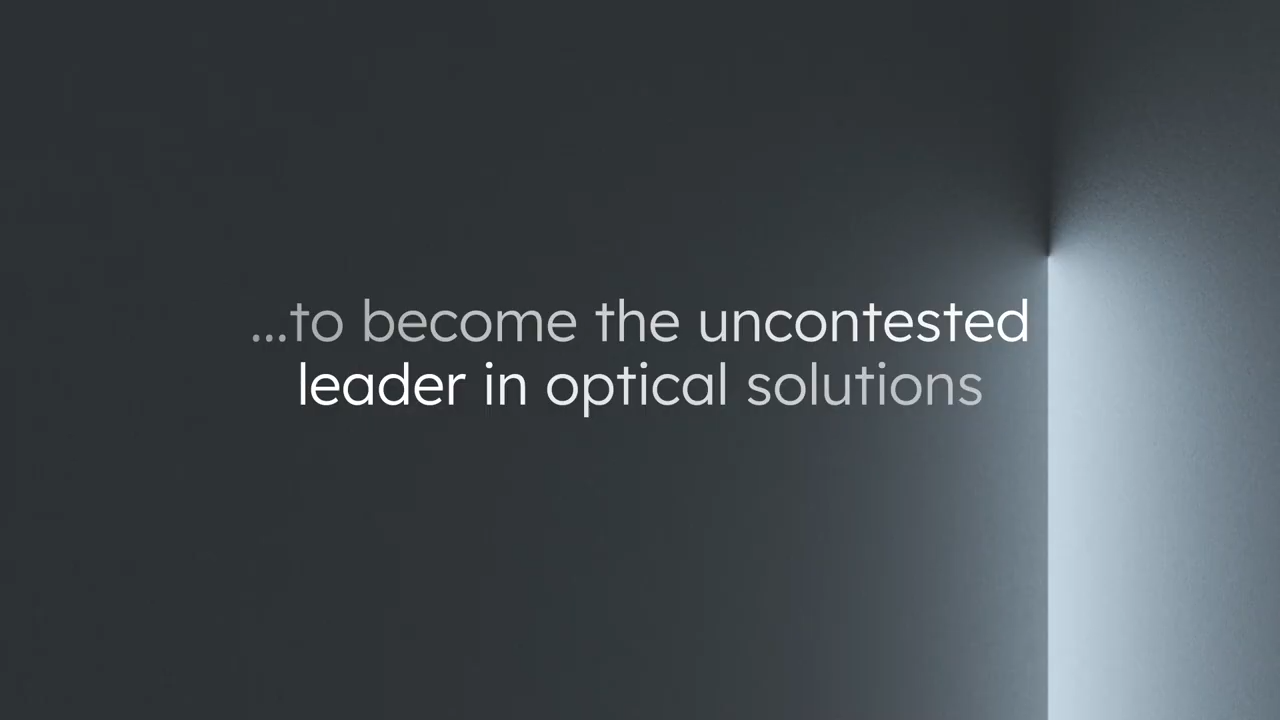 ...to become the uncontested
leader in optical solutions